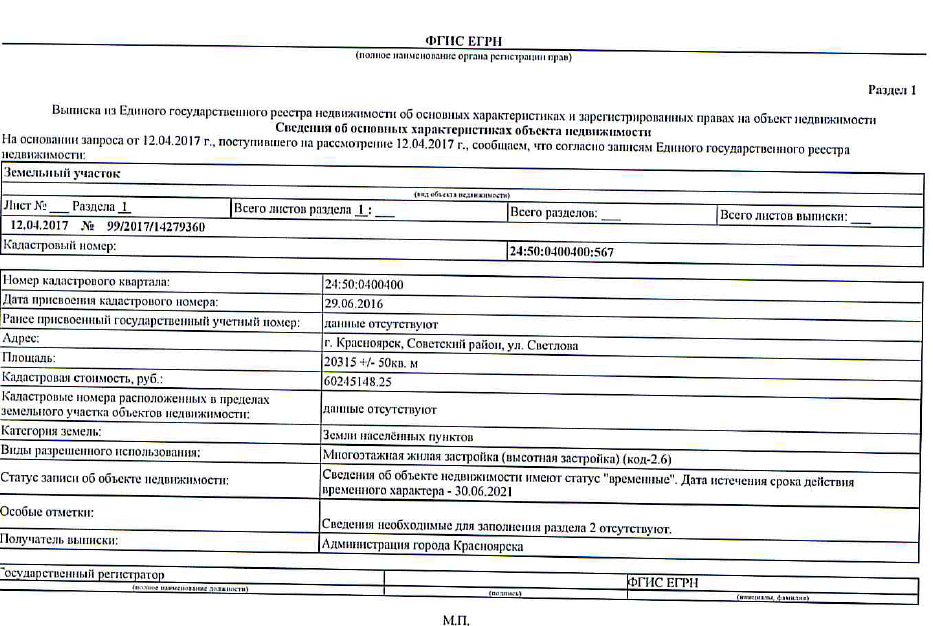 ФГИС ЕГРН
(полное наименование органа регистрации прав)
Раздел 1
Выписка из Единого государственного реестра недвижимости об основных характеристиках и зарегистрированных правах на объект недвижимости
Сведения об основных характеристиках объекта недвижимости
На основании запроса от 12.04.2017 г., поступившего на рассмотрение 12.04.2017 г., сообщаем, что согласно записям Единого государственного реестра
недвижимости:
Земельный участок
(вид объекта недвижимости)
Лист № ___ Раздела 1 Всего листов раздела 1 : ___ Всего разделов: ___ Всего листов выписки: ___
12.04.2017 № 99/2017/14279360
Кадастровый номер: 24:50:0400400:567
Номер кадастрового квартала: 24:50:0400400
Дата присвоения кадастрового номера: 29.06.2016
Ранее присвоенный государственный учетный номер: данные отсутствуют
Адрес: г. Красноярск, Советский район, ул. Светлова
Площадь: 20315 +/- 50кв. м
Кадастровая стоимость, руб.: 60245148.25
Кадастровые номера расположенных в пределах
земельного участка объектов недвижимости: данные отсутствуют
Категория земель: Земли населённых пунктов
Виды разрешенного использования: Многоэтажная жилая застройка (высотная застройка) (код-2.6)
Статус записи об объекте недвижимости: Сведения об объекте недвижимости имеют статус "временные". Дата истечения срока действия
временного характера - 30.06.2021
Особые отметки: Сведения необходимые для заполнения раздела 2 отсутствуют.
Получатель выписки: Администрация города Красноярска
Государственный регистратор ФГИС ЕГРН
(полное наименование должности) (подпись) (инициалы, фамилия)
М.П.